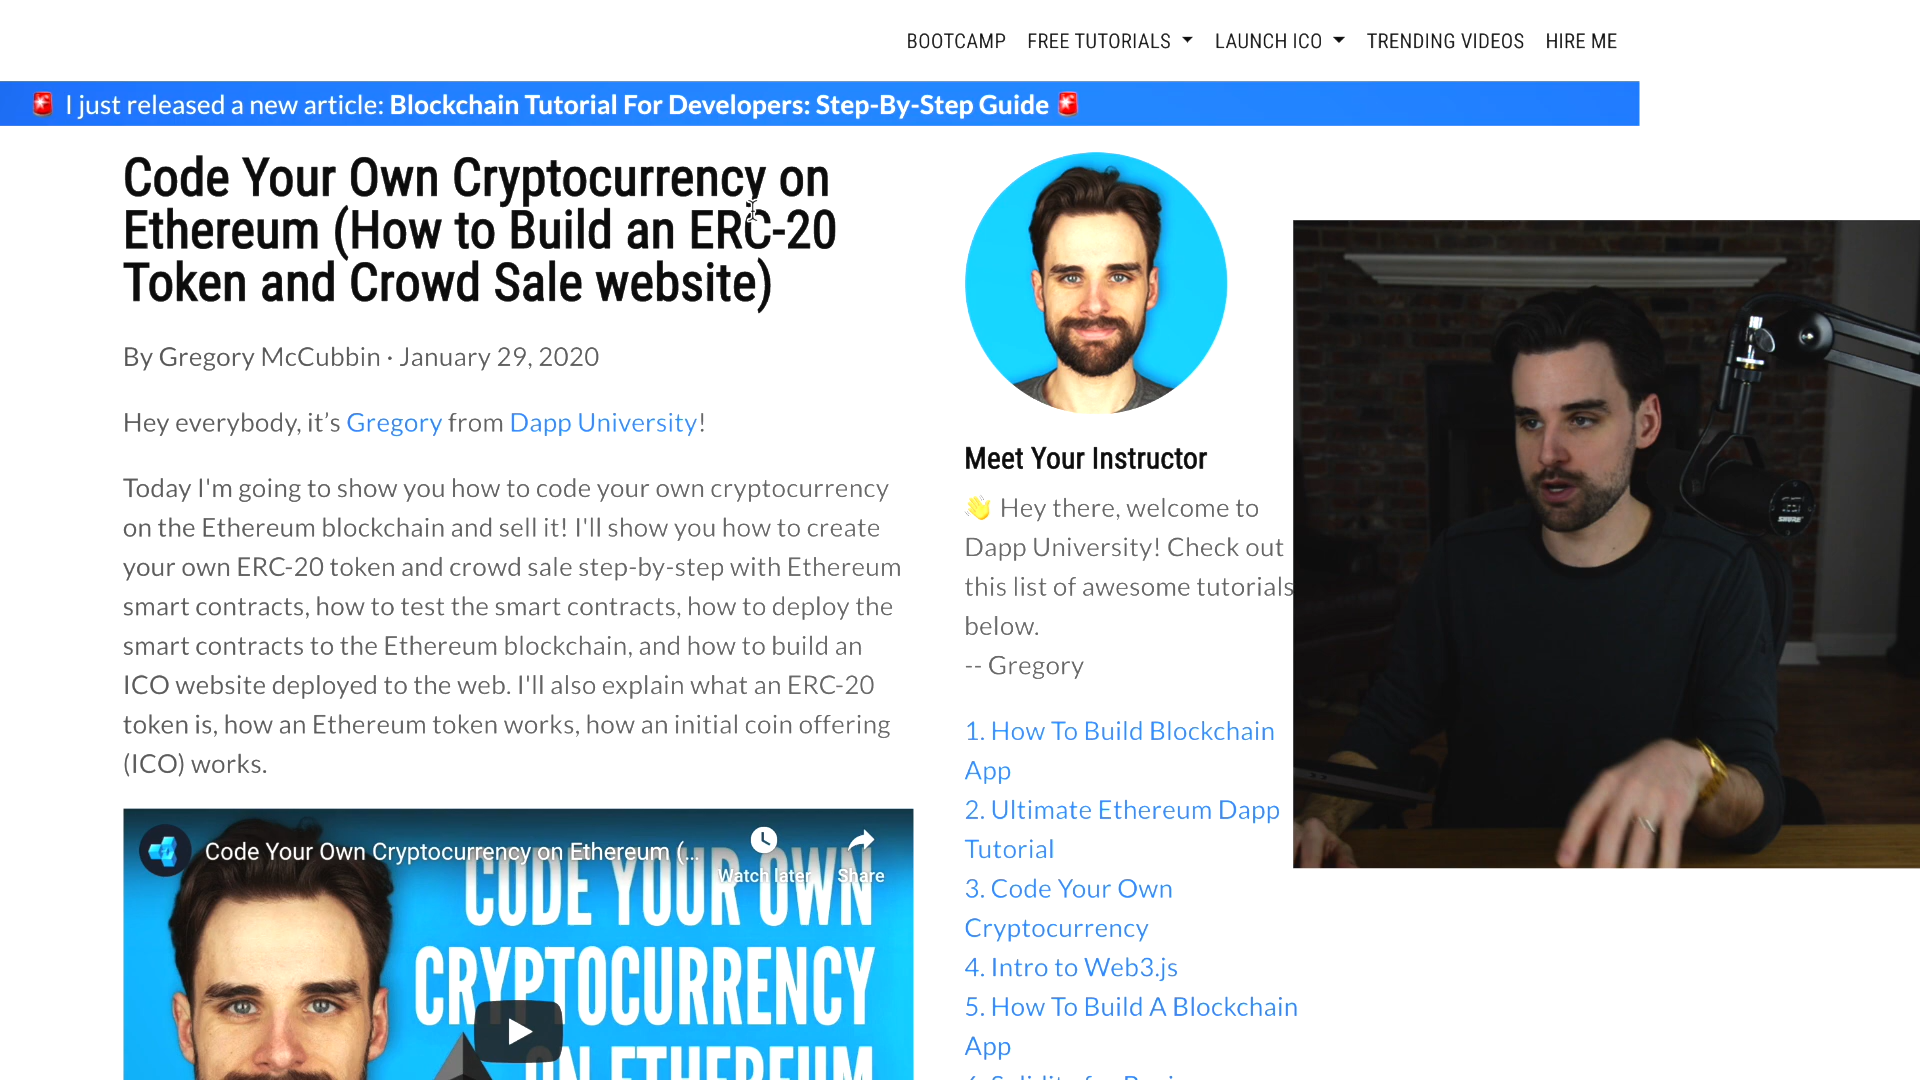 BOOTCAMP FREE TUTORIALS LAUNCH ICO TRENDING VIDEOS HIRE ME
🚨 I just released a new article: Blockchain Tutorial For Developers: Step-By-Step Guide 🚨
Code Your Own Cryptocurrency on
Ethereum (How to Build an ERC-20
Token and Crowd Sale website)
By Gregory McCubbin · January 29, 2020
Hey everybody, it’s Gregory from Dapp University!
Today I'm going to show you how to code your own cryptocurrency
on the Ethereum blockchain and sell it! I'll show you how to create
your own ERC-20 token and crowd sale step-by-step with Ethereum
smart contracts, how to test the smart contracts, how to deploy the
smart contracts to the Ethereum blockchain, and how to build an
ICO website deployed to the web. I'll also explain what an ERC-20
token is, how an Ethereum token works, how an initial coin offering
(ICO) works.
Code Your Own Cryptocurrency on Ethereum (...
Watch later
Share
CODE YOUR OWN
CRYPTOCURRENCY
ON ETHEREUM
Meet Your Instructor
👋 Hey there, welcome to
Dapp University! Check out
this list of awesome tutorials
below.
-- Gregory
1. How To Build Blockchain
App
2. Ultimate Ethereum Dapp
Tutorial
3. Code Your Own
Cryptocurrency
4. Intro to Web3.js
5. How To Build A Blockchain
App
SHURE